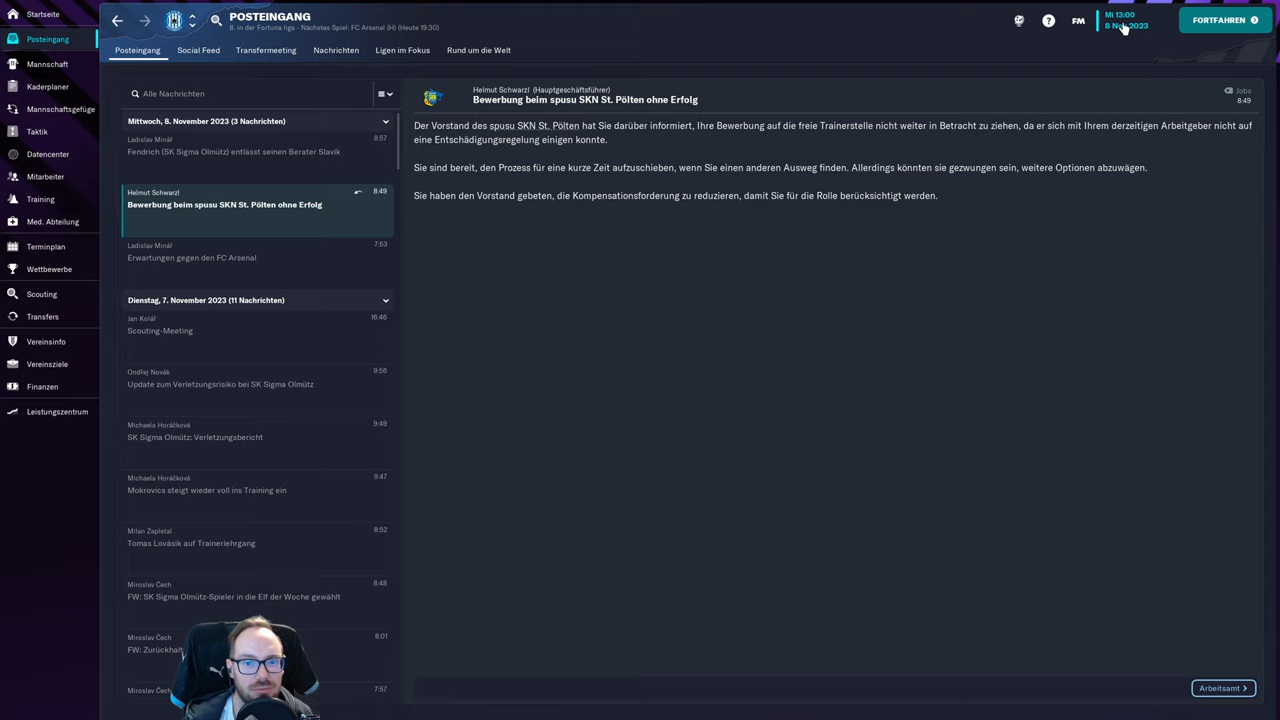 Startseite
Posteingang
Mannschaft
Kaderplaner
Mannschaftsgefüge
Taktik
Datencenter
Mitarbeiter
Training
Med. Abteilung
Terminplan
Wettbewerbe
Scouting
Transfers
Vereinsinfo
Vereinsziele
Finanzen
Leistungszentrum
POSTEINGANG
8. in der Fortuna liga - Nächstes Spiel: FC Arsenal (H) (Heute 19:30)
FM
Mi 13:00
8 Nov 2023
FORTFAHREN
Posteingang Social Feed Transfermeeting Nachrichten Ligen im Fokus Rund um die Welt
Alle Nachrichten
Mittwoch, 8. November 2023 (3 Nachrichten)
Ladislav Minář 8:57
Fendrich (SK Sigma Olmütz) entlässt seinen Berater Slavík
Helmut Schwarzl 8:49
Bewerbung beim spusu SKN St. Pölten ohne Erfolg
Ladislav Minář 7:53
Erwartungen gegen den FC Arsenal
Dienstag, 7. November 2023 (11 Nachrichten)
Jan Kolář 16:46
Scouting-Meeting
Ondřej Novák 9:56
Update zum Verletzungsrisiko bei SK Sigma Olmütz
Michaela Horáčková 9:49
SK Sigma Olmütz: Verletzungsbericht
Michaela Horáčková 9:47
Mokrovics steigt wieder voll ins Training ein
Milan Zapletal 8:52
Tomas Lovásik auf Trainerlehrgang
Miroslav Čech 8:48
FW: SK Sigma Olmütz-Spieler in die Elf der Woche gewählt
Miroslav Čech 8:01
FW: Zurückhalt
Miroslav Čech 7:57
Helmut Schwarzl (Hauptgeschäftsführer)
Bewerbung beim spusu SKN St. Pölten ohne Erfolg
Jobs
8:49
Der Vorstand des spusu SKN St. Pölten hat Sie darüber informiert, Ihre Bewerbung auf die freie Trainerstelle nicht weiter in Betracht zu ziehen, da er sich mit Ihrem derzeitigen Arbeitgeber nicht auf
eine Entschädigungsregelung einigen konnte.
Sie sind bereit, den Prozess für eine kurze Zeit aufzuschieben, wenn Sie einen anderen Ausweg finden. Allerdings könnten sie gezwungen sein, weitere Optionen abzuwägen.
Sie haben den Vorstand gebeten, die Kompensationsforderung zu reduzieren, damit Sie für die Rolle berücksichtigt werden.
Arbeitsamt